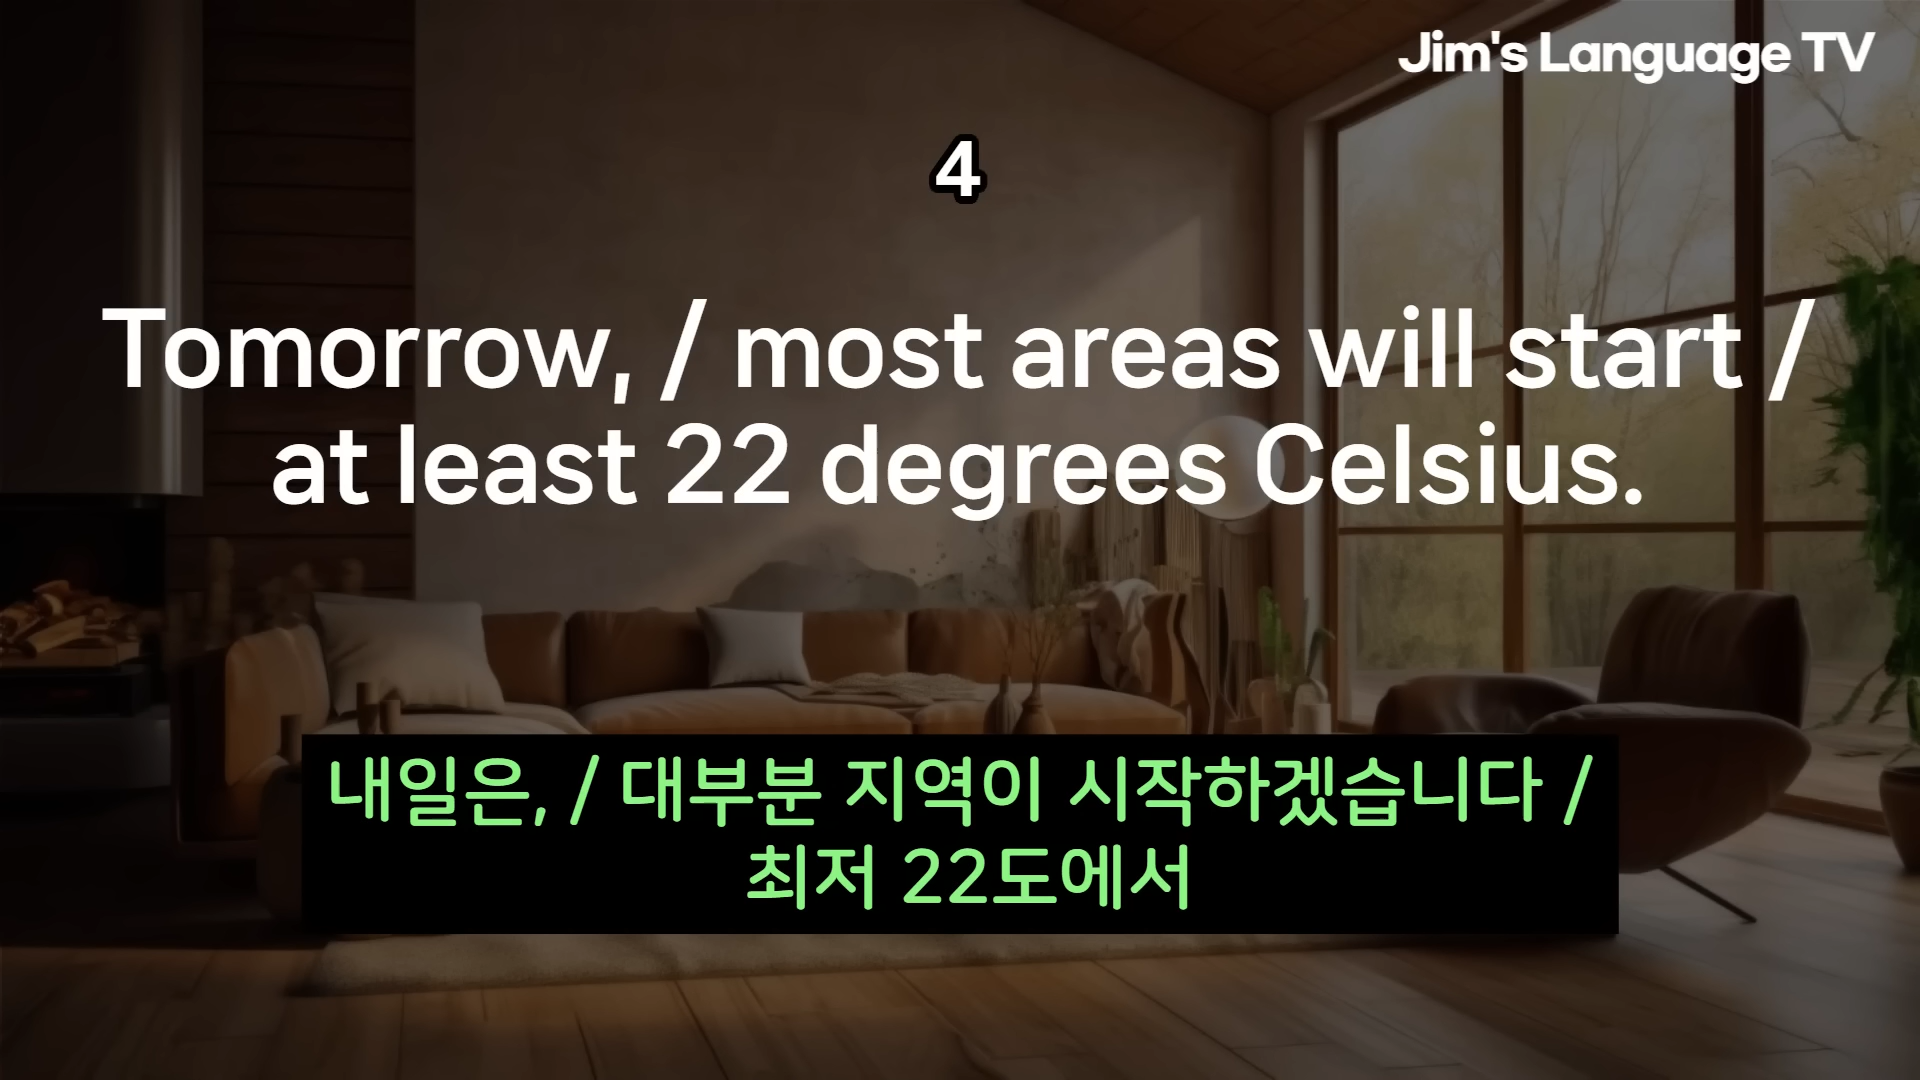 Jim's Language TV
4
Tomorrow, / most areas will start /
at least 22 degrees Celsius.
내일은, / 대부분 지역이 시작하겠습니다 /
최저 22도에서